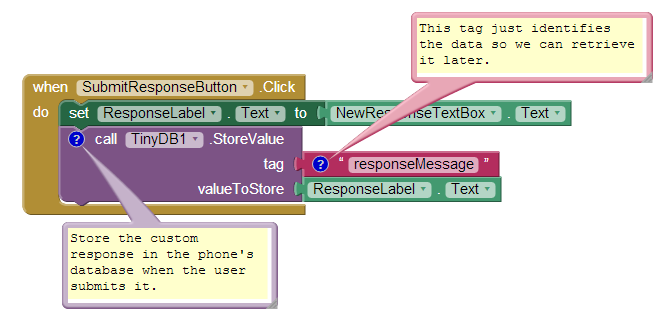 This tag just identifies
the data so we can retrieve
it later.
when SubmitResponseButton .Click
do set ResponseLabel . Text to NewResponseTextBox . Text
? call TinyDB1 .StoreValue
tag ? “ responseMessage ”
valueToStore ResponseLabel . Text
Store the custom
response in the phone's
database when the user
submits it.